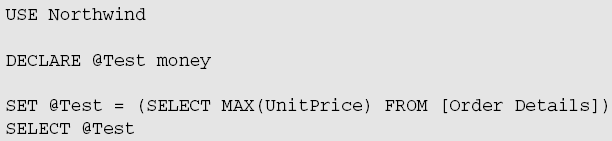 USE Northwind
DECLARE @Test money
SET @Test = (SELECT MAX(UnitPrice) FROM [Order Details])
SELECT @Test